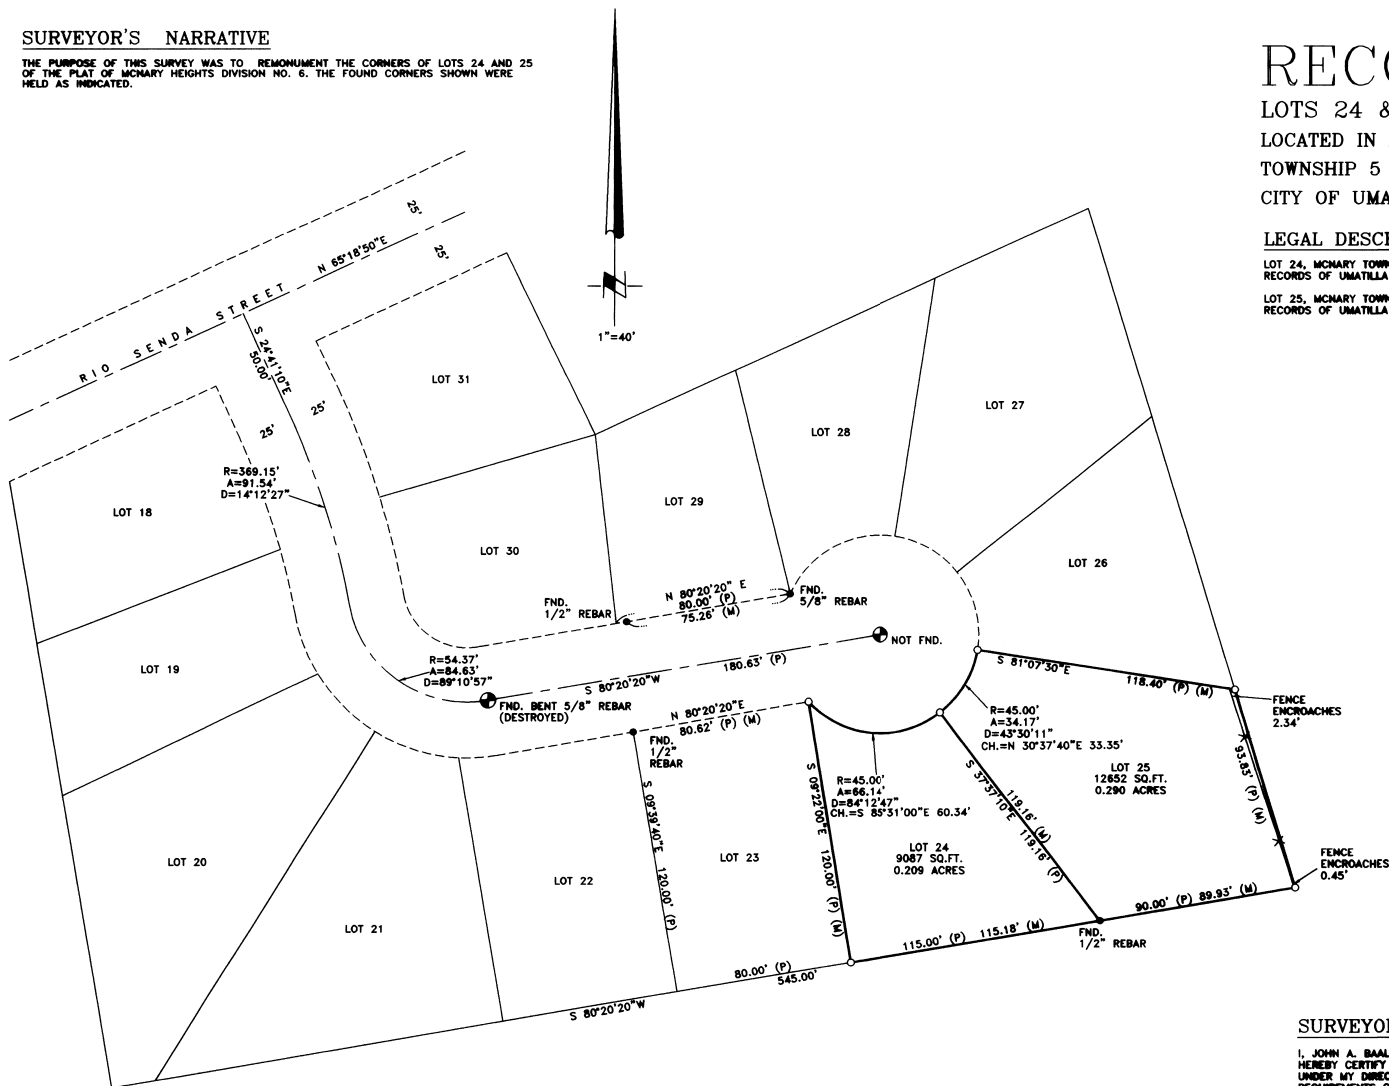 SURVEYOR'S NARRATIVE
THE PURPOSE OF THIS SURVEY WAS TO REMONUMENT THE CORNERS OF LOTS 24 AND 25
OF THE PLAT OF MCNARY HEIGHTS DIVISION NO. 6. THE FOUND CORNERS SHOWN WERE
HELD AS INDICATED.
RECO
LOTS 24 &
LOCATED IN
TOWNSHIP 5
CITY OF UMA
LEGAL DESCR
LOT 24, MCNARY TOWN
RECORDS OF UMATILLA
LOT 25, MCNARY TOWN
RECORDS OF UMATILLA
1"=40'
25'
25'
N 65°18'50"E
RIO SENDA STREET
S 24°41'10"E
50.00'
25'
25'
R=369.15'
A=91.54'
D=14°12'27"
LOT 31
LOT 27
LOT 28
LOT 18
LOT 29
LOT 30
LOT 26
N 80°20'20" E
80.00' (P)
75.26' (M)
FND.
1/2" REBAR
FND.
5/8" REBAR
NOT FND.
LOT 19
R=54.37'
A=84.63'
D=89°10'57"
180.63' (P)
S 80°20'20"W
FND. BENT 5/8" REBAR
(DESTROYED)
S 81°07'30"E
118.40' (P) (M)
FENCE
ENCROACHES
2.34'
N 80°20'20"E
80.62' (P) (M)
FND.
1/2"
REBAR
R=45.00'
A=34.17'
D=43°30'11"
CH.=N 30°37'40"E 33.35'
93.83' (P) (M)
LOT 25
12652 SQ.FT.
0.290 ACRES
R=45.00'
A=66.14'
D=84°12'47"
CH.=S 85°31'00"E 60.34'
S 09°22'00"E 120.00' (P) (M)
119.16' (M)
S 37°37'10"E 119.16' (P)
S 09°39'40"E 120.00' (P)
LOT 24
9087 SQ.FT.
0.209 ACRES
FENCE
ENCROACHES
0.45'
LOT 20
LOT 23
LOT 22
LOT 21
90.00' (P) 89.93' (M)
FND.
1/2" REBAR
115.00' (P) 115.18' (M)
80.00' (P)
545.00'
S 80°20'20"W
SURVEYOR
I, JOHN A. BAAL
HEREBY CERTIFY
UNDER MY DIREC